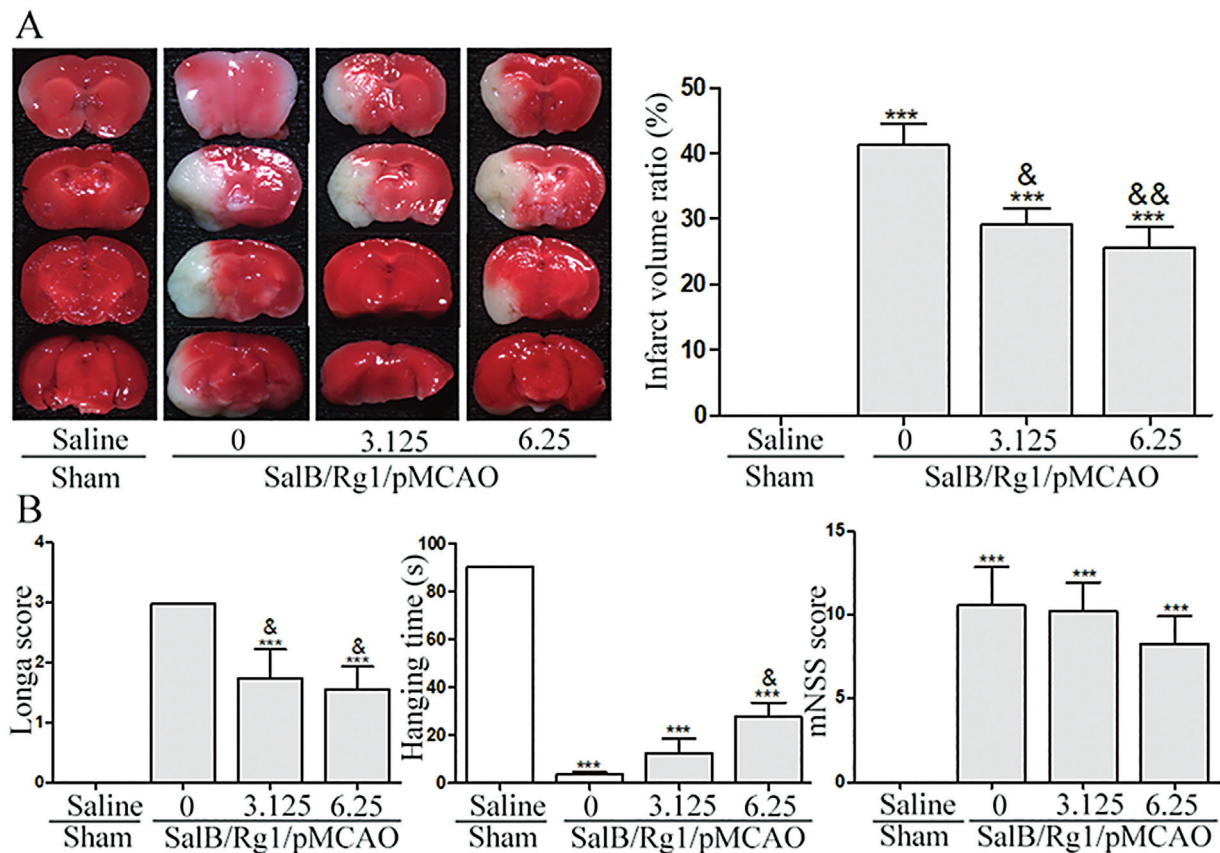 A
Saline
0
3.125
6.25
Sham
SalB/Rg1/pMCAO
Infarct volume ratio (%)
50
40
30
20
10
0
***
&
***
&&
***
Saline
0
3.125
6.25
Sham
SalB/Rg1/pMCAO
B
Longa score
4
3
2
1
0
&
***
&
***
Saline
0
3.125
6.25
Sham
SalB/Rg1/pMCAO
Hanging time (s)
100
80
60
40
20
0
***
***
&
***
Saline
0
3.125
6.25
Sham
SalB/Rg1/pMCAO
mNSS score
15
10
5
0
***
***
***
Saline
0
3.125
6.25
Sham
SalB/Rg1/pMCAO